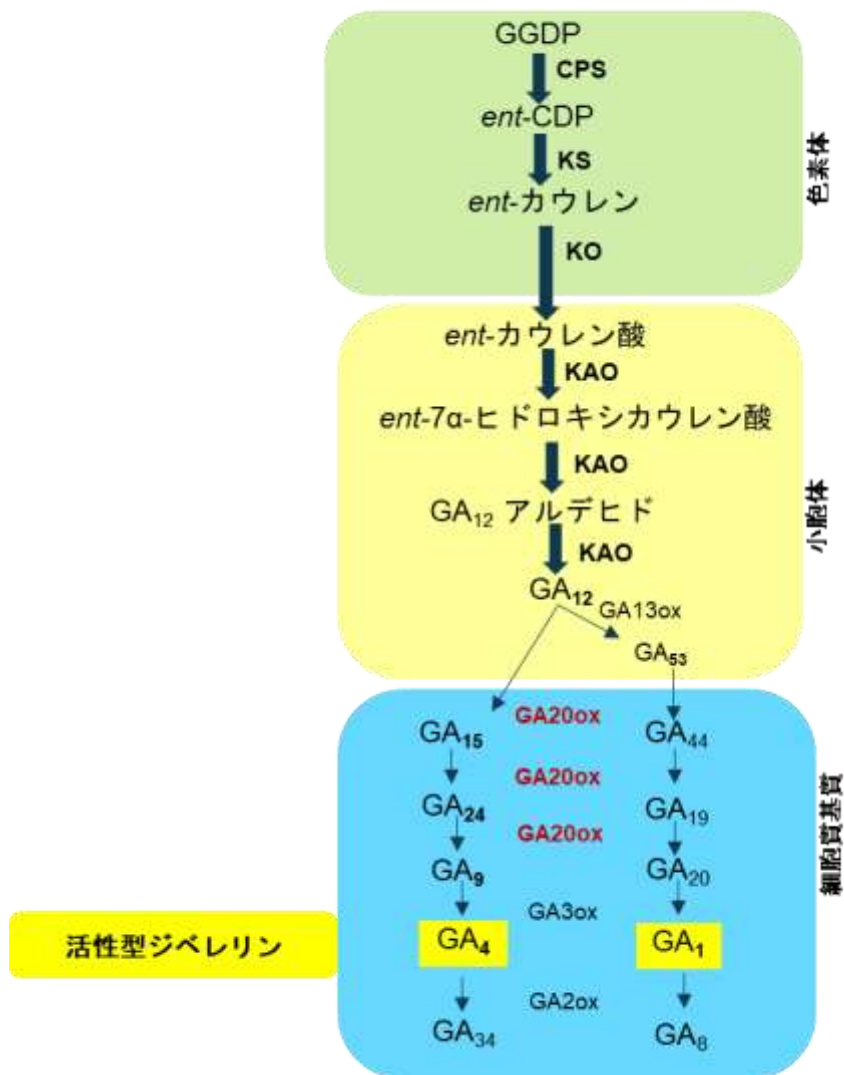 GGDP
CPS
ent-CDP
KS
ent-カウレン
KO
色素体
ent-カウレン酸
KAO
ent-7α-ヒドロキシカウレン酸
KAO
GA12 アルデヒド
KAO
GA12
GA13ox
GA53
小胞体
GA20ox
GA15
GA44
GA20ox
GA24
GA19
GA20ox
GA9
GA20
GA3ox
活性型ジベレリン
GA4
GA1
GA2ox
GA34
GA8
細胞質基質